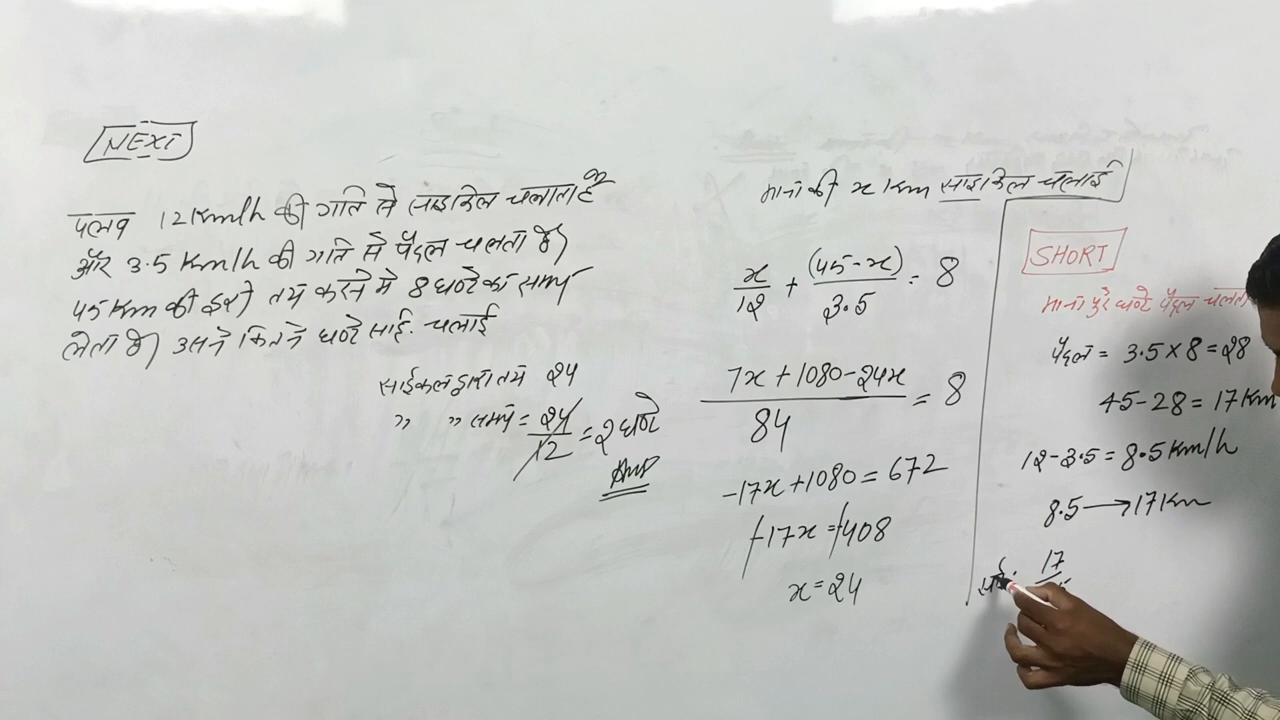 NEXT
पलव 12 Km/h की गति से साइकिल चलाता है
और 3.5 Km/h की गति से पैदल चलता है।
45 Km की दूरी तय करने मे 8 घण्टे का समय
लेता है। उसने कितने घण्टे साई. चलाई
साईकल द्वारा तय 24
,, ,, समय = 24/12 = 2 घण्टे
Ans
माना की x Km साइकिल चलाई
x/12 + (45-x)/3.5 = 8
7x + 1080 - 24x / 84 = 8
-17x + 1080 = 672
-17x = -408
x = 24
SHORT
माना पुरे घण्टे पैदल चलता
पैदल = 3.5 × 8 = 28
45 - 28 = 17 Km
12 - 3.5 = 8.5 Km/h
8.5 → 17 Km
17